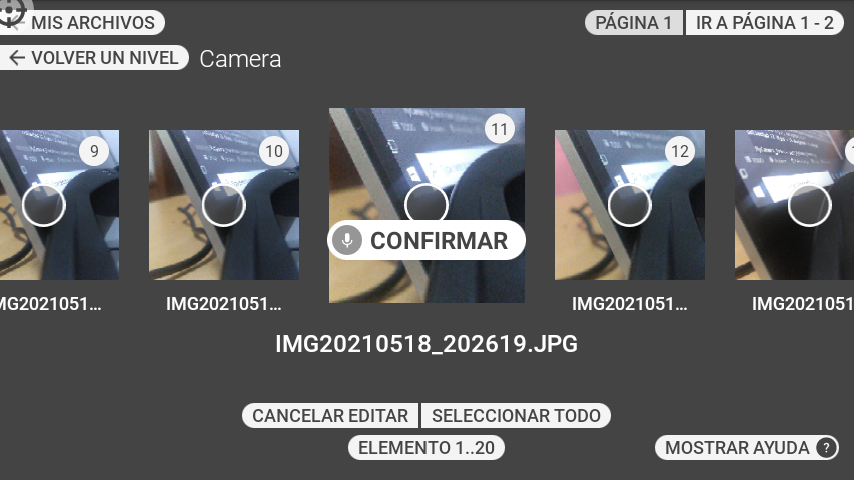 MIS ARCHIVOS
PÁGINA 1
IR A PÁGINA 1 - 2
VOLVER UN NIVEL
Camera
9
10
11
12
CONFIRMAR
MG2021051...
IMG2021051...
IMG2021051...
IMG2021051
IMG20210518_202619.JPG
CANCELAR EDITAR
SELECCIONAR TODO
ELEMENTO 1..20
MOSTRAR AYUDA ?